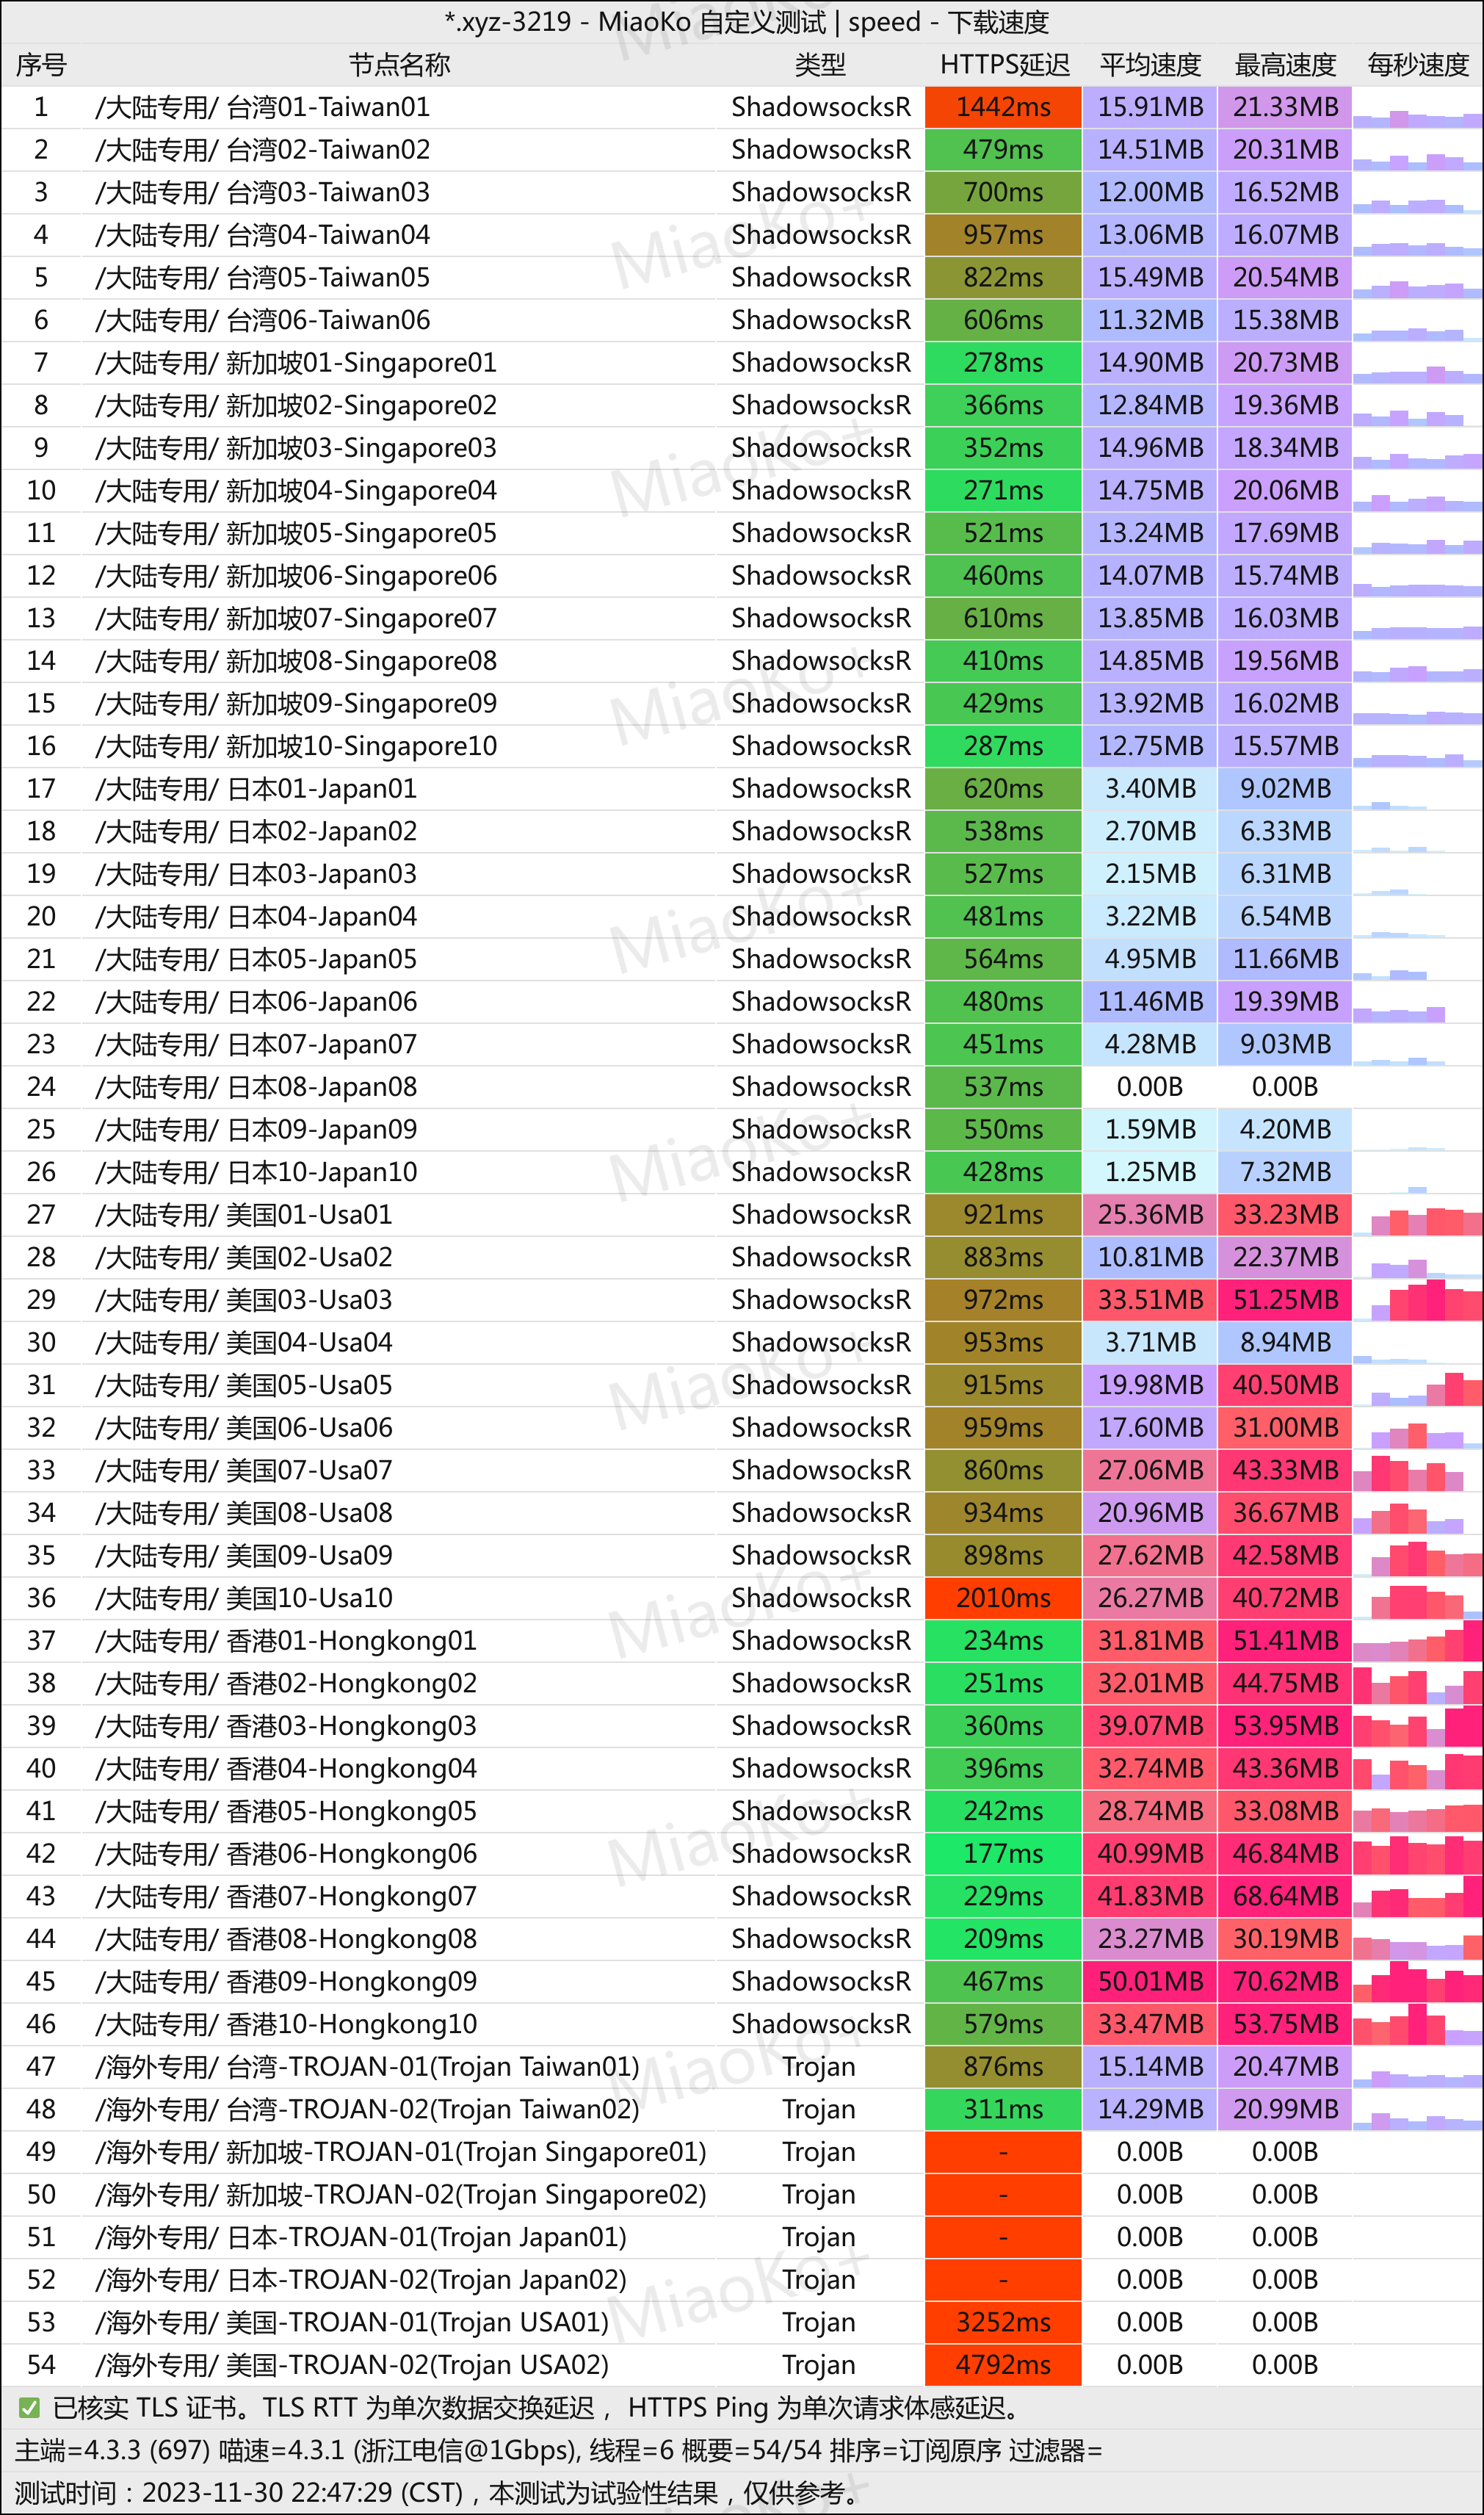 *.xyz-3219 - MiaoKo 自定义测试 | speed - 下载速度
序号 节点名称 类型 HTTPS延迟 平均速度 最高速度 每秒速度
1 /大陆专用/ 台湾01-Taiwan01 ShadowsocksR 1442ms 15.91MB 21.33MB
2 /大陆专用/ 台湾02-Taiwan02 ShadowsocksR 479ms 14.51MB 20.31MB
3 /大陆专用/ 台湾03-Taiwan03 ShadowsocksR 700ms 12.00MB 16.52MB
4 /大陆专用/ 台湾04-Taiwan04 ShadowsocksR 957ms 13.06MB 16.07MB
5 /大陆专用/ 台湾05-Taiwan05 ShadowsocksR 822ms 15.49MB 20.54MB
6 /大陆专用/ 台湾06-Taiwan06 ShadowsocksR 606ms 11.32MB 15.38MB
7 /大陆专用/ 新加坡01-Singapore01 ShadowsocksR 278ms 14.90MB 20.73MB
8 /大陆专用/ 新加坡02-Singapore02 ShadowsocksR 366ms 12.84MB 19.36MB
9 /大陆专用/ 新加坡03-Singapore03 ShadowsocksR 352ms 14.96MB 18.34MB
10 /大陆专用/ 新加坡04-Singapore04 ShadowsocksR 271ms 14.75MB 20.06MB
11 /大陆专用/ 新加坡05-Singapore05 ShadowsocksR 521ms 13.24MB 17.69MB
12 /大陆专用/ 新加坡06-Singapore06 ShadowsocksR 460ms 14.07MB 15.74MB
13 /大陆专用/ 新加坡07-Singapore07 ShadowsocksR 610ms 13.85MB 16.03MB
14 /大陆专用/ 新加坡08-Singapore08 ShadowsocksR 410ms 14.85MB 19.56MB
15 /大陆专用/ 新加坡09-Singapore09 ShadowsocksR 429ms 13.92MB 16.02MB
16 /大陆专用/ 新加坡10-Singapore10 ShadowsocksR 287ms 12.75MB 15.57MB
17 /大陆专用/ 日本01-Japan01 ShadowsocksR 620ms 3.40MB 9.02MB
18 /大陆专用/ 日本02-Japan02 ShadowsocksR 538ms 2.70MB 6.33MB
19 /大陆专用/ 日本03-Japan03 ShadowsocksR 527ms 2.15MB 6.31MB
20 /大陆专用/ 日本04-Japan04 ShadowsocksR 481ms 3.22MB 6.54MB
21 /大陆专用/ 日本05-Japan05 ShadowsocksR 564ms 4.95MB 11.66MB
22 /大陆专用/ 日本06-Japan06 ShadowsocksR 480ms 11.46MB 19.39MB
23 /大陆专用/ 日本07-Japan07 ShadowsocksR 451ms 4.28MB 9.03MB
24 /大陆专用/ 日本08-Japan08 ShadowsocksR 537ms 0.00B 0.00B
25 /大陆专用/ 日本09-Japan09 ShadowsocksR 550ms 1.59MB 4.20MB
26 /大陆专用/ 日本10-Japan10 ShadowsocksR 428ms 1.25MB 7.32MB
27 /大陆专用/ 美国01-Usa01 ShadowsocksR 921ms 25.36MB 33.23MB
28 /大陆专用/ 美国02-Usa02 ShadowsocksR 883ms 10.81MB 22.37MB
29 /大陆专用/ 美国03-Usa03 ShadowsocksR 972ms 33.51MB 51.25MB
30 /大陆专用/ 美国04-Usa04 ShadowsocksR 953ms 3.71MB 8.94MB
31 /大陆专用/ 美国05-Usa05 ShadowsocksR 915ms 19.98MB 40.50MB
32 /大陆专用/ 美国06-Usa06 ShadowsocksR 959ms 17.60MB 31.00MB
33 /大陆专用/ 美国07-Usa07 ShadowsocksR 860ms 27.06MB 43.33MB
34 /大陆专用/ 美国08-Usa08 ShadowsocksR 934ms 20.96MB 36.67MB
35 /大陆专用/ 美国09-Usa09 ShadowsocksR 898ms 27.62MB 42.58MB
36 /大陆专用/ 美国10-Usa10 ShadowsocksR 2010ms 26.27MB 40.72MB
37 /大陆专用/ 香港01-Hongkong01 ShadowsocksR 234ms 31.81MB 51.41MB
38 /大陆专用/ 香港02-Hongkong02 ShadowsocksR 251ms 32.01MB 44.75MB
39 /大陆专用/ 香港03-Hongkong03 ShadowsocksR 360ms 39.07MB 53.95MB
40 /大陆专用/ 香港04-Hongkong04 ShadowsocksR 396ms 32.74MB 43.36MB
41 /大陆专用/ 香港05-Hongkong05 ShadowsocksR 242ms 28.74MB 33.08MB
42 /大陆专用/ 香港06-Hongkong06 ShadowsocksR 177ms 40.99MB 46.84MB
43 /大陆专用/ 香港07-Hongkong07 ShadowsocksR 229ms 41.83MB 68.64MB
44 /大陆专用/ 香港08-Hongkong08 ShadowsocksR 209ms 23.27MB 30.19MB
45 /大陆专用/ 香港09-Hongkong09 ShadowsocksR 467ms 50.01MB 70.62MB
46 /大陆专用/ 香港10-Hongkong10 ShadowsocksR 579ms 33.47MB 53.75MB
47 /海外专用/ 台湾-TROJAN-01(Trojan Taiwan01) Trojan 876ms 15.14MB 20.47MB
48 /海外专用/ 台湾-TROJAN-02(Trojan Taiwan02) Trojan 311ms 14.29MB 20.99MB
49 /海外专用/ 新加坡-TROJAN-01(Trojan Singapore01) Trojan - 0.00B 0.00B
50 /海外专用/ 新加坡-TROJAN-02(Trojan Singapore02) Trojan - 0.00B 0.00B
51 /海外专用/ 日本-TROJAN-01(Trojan Japan01) Trojan - 0.00B 0.00B
52 /海外专用/ 日本-TROJAN-02(Trojan Japan02) Trojan - 0.00B 0.00B
53 /海外专用/ 美国-TROJAN-01(Trojan USA01) Trojan 3252ms 0.00B 0.00B
54 /海外专用/ 美国-TROJAN-02(Trojan USA02) Trojan 4792ms 0.00B 0.00B
✅ 已核实 TLS 证书。TLS RTT 为单次数据交换延迟， HTTPS Ping 为单次请求体感延迟。
主端=4.3.3 (697) 喵速=4.3.1 (浙江电信@1Gbps), 线程=6 概要=54/54 排序=订阅原序 过滤器=
测试时间：2023-11-30 22:47:29 (CST)，本测试为试验性结果，仅供参考。